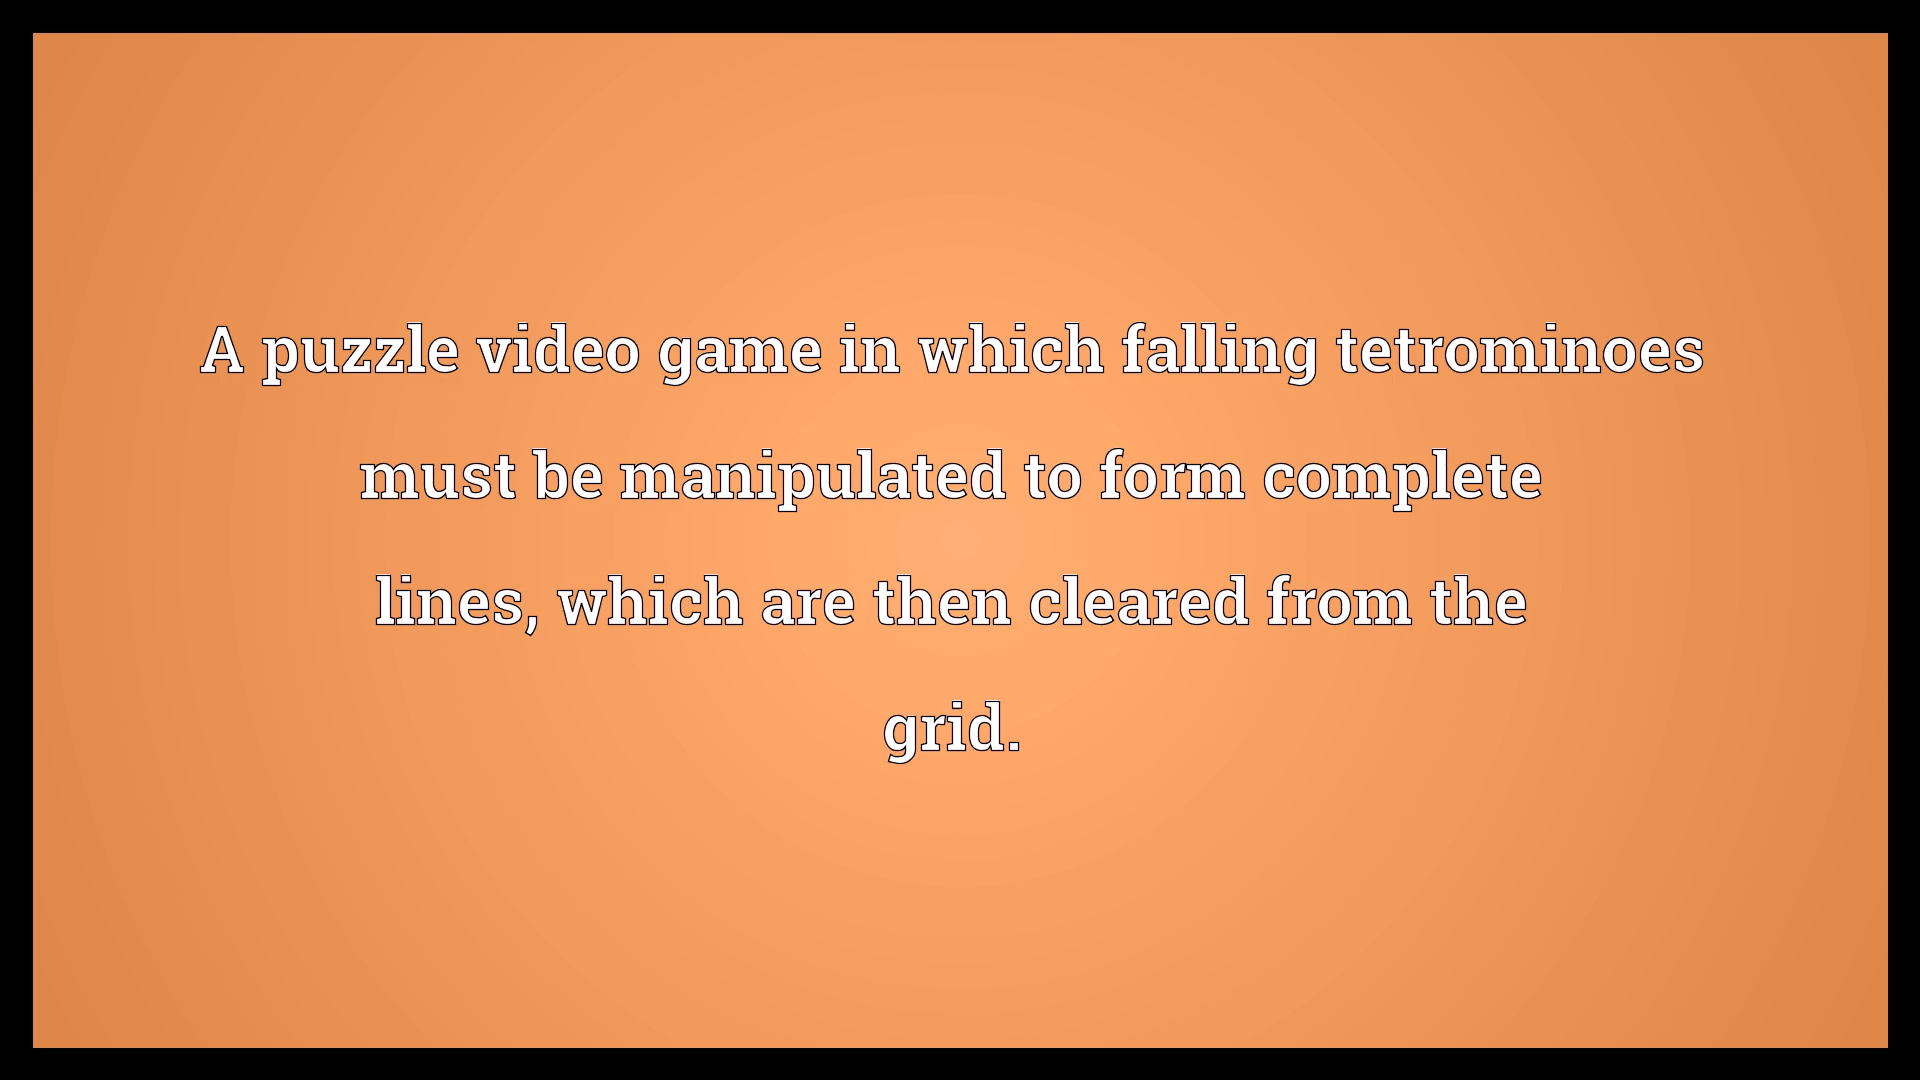 A puzzle video game in which falling tetrominoes
must be manipulated to form complete
lines, which are then cleared from the
grid.